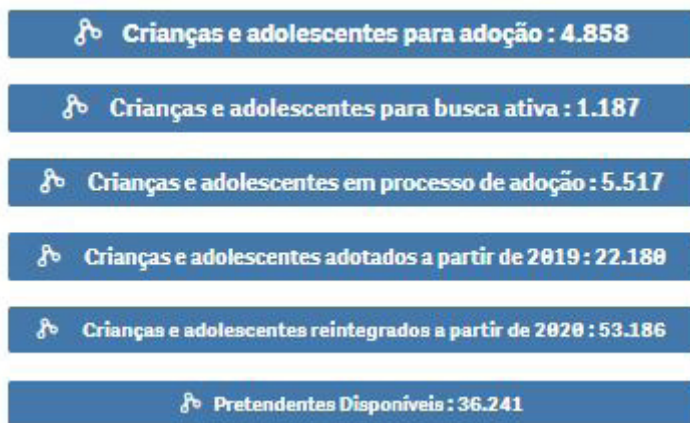 Crianças e adolescentes para adoção : 4.858
Crianças e adolescentes para busca ativa : 1.187
Crianças e adolescentes em processo de adoção : 5.517
Crianças e adolescentes adotados a partir de 2019 : 22.180
Crianças e adolescentes reintegrados a partir de 2020 : 53.186
Pretendentes Disponíveis : 36.241